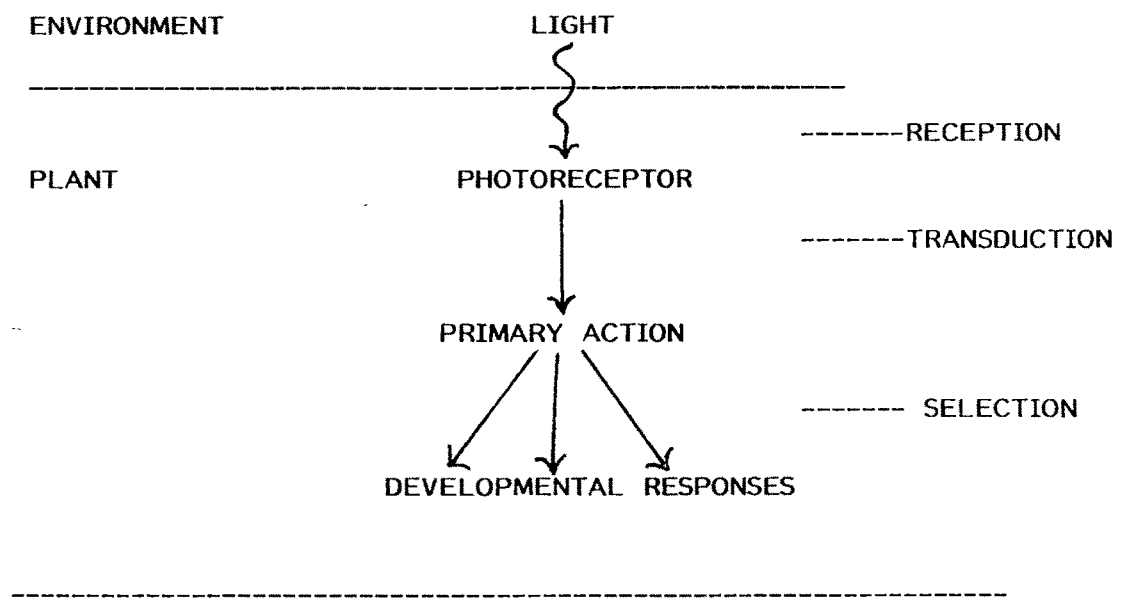 ENVIRONMENT LIGHT
RECEPTION
PLANT PHOTORECEPTOR
TRANSDUCTION
PRIMARY ACTION
SELECTION
DEVELOPMENTAL RESPONSES